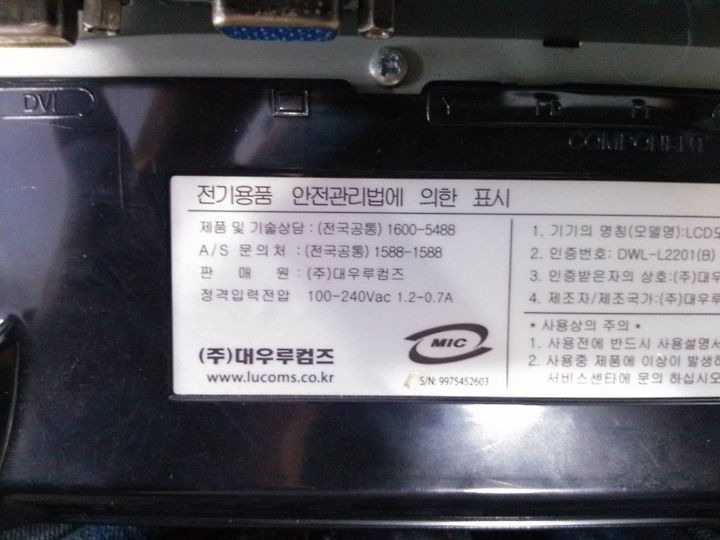 DVI
Y PB
COMPONENT
전기용품 안전관리법에 의한 표시
제품 및 기술상담 : (전국공통) 1600-5488
A/S 문의처 : (전국공통) 1588-1588
판 매 원 : (주)대우루컴즈
정격입력전압 : 100-240Vac 1.2-0.7A
(주)대우루컴즈
www.lucoms.co.kr
MIC
S/N: 9975452603
1. 기기의 명칭(모델명):LCD모
2. 인증번호: DWL-L2201(B)
3. 인증받은자의 상호:(주)대우
4. 제조자/제조국가:(주)대우루
* 사용상의 주의 *
1. 사용전에 반드시 사용설명서
2. 사용중 제품에 이상이 발생하
서비스센타에 문의 하십시오